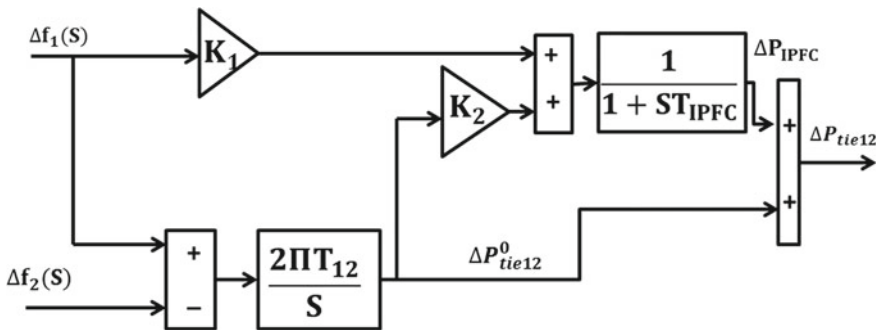 Δf₁(S)
K₁
+
+
1
1 + STIPFC
ΔPIPFC
K₂
+
+
ΔPtie12
Δf₂(S)
+
−
2ΠT₁₂
S
ΔP⁰tie12